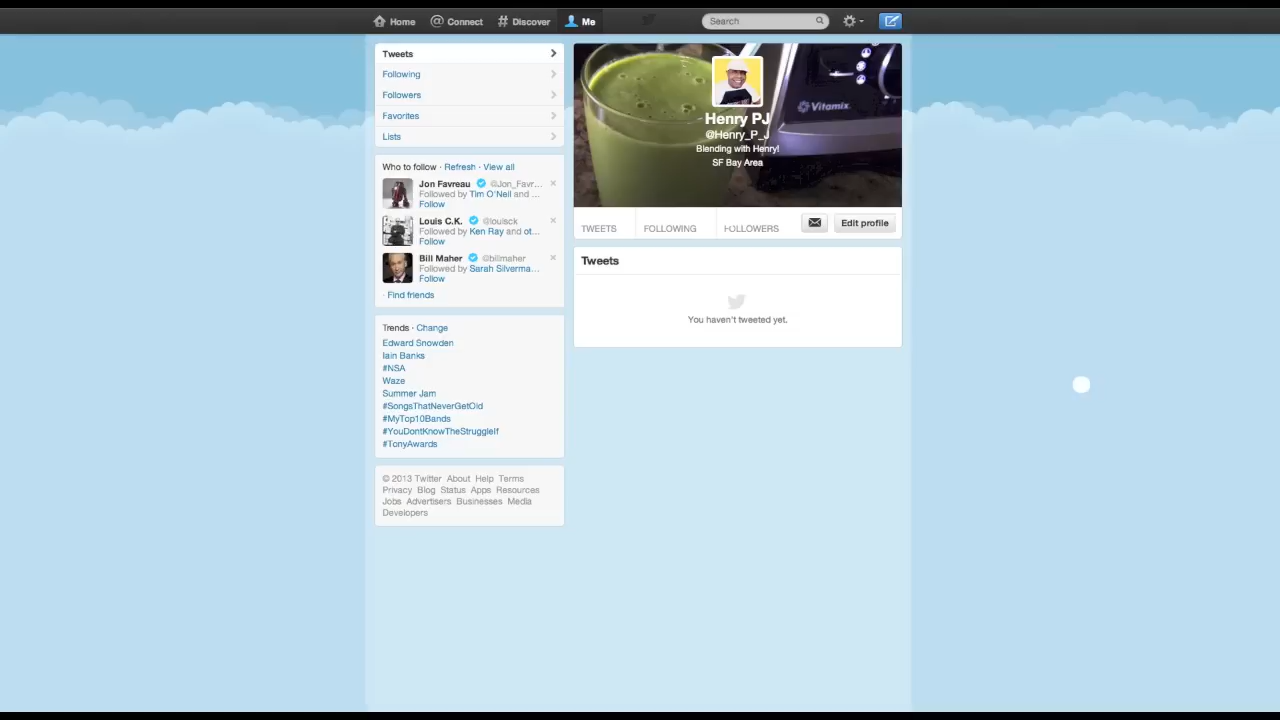 Home Connect Discover Me Search
Tweets
Following
Followers
Favorites
Lists
Who to follow · Refresh · View all
Jon Favreau @Jon_Favr...
Followed by Tim O'Neil and ...
Follow
Louis C.K. @louisck
Followed by Ken Ray and ot...
Follow
Bill Maher @billmaher
Followed by Sarah Silverma...
Follow
· Find friends
Trends · Change
Edward Snowden
Iain Banks
#NSA
Waze
Summer Jam
#SongsThatNeverGetOld
#MyTop10Bands
#YouDontKnowTheStruggleIf
#TonyAwards
© 2013 Twitter About Help Terms
Privacy Blog Status Apps Resources
Jobs Advertisers Businesses Media
Developers
Vitamix
Henry PJ
@Henry_P_J
Blending with Henry!
SF Bay Area
TWEETS FOLLOWING FOLLOWERS Edit profile
Tweets
You haven't tweeted yet.